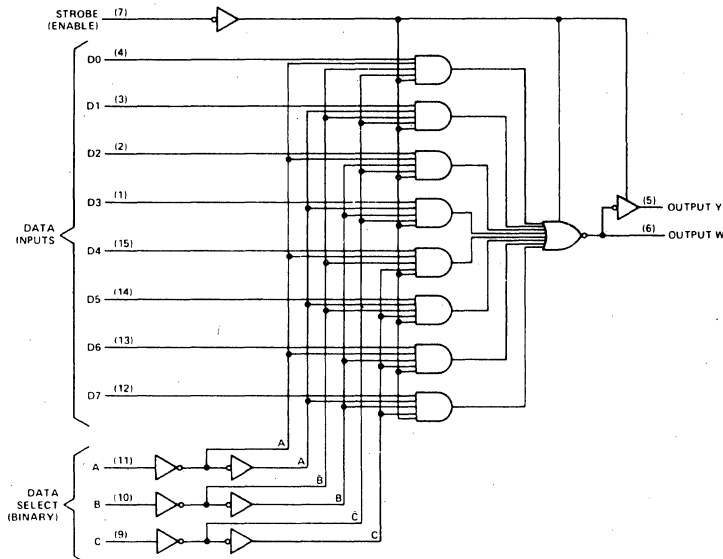 STROBE (7)
(ENABLE)
D0 (4)
D1 (3)
D2 (2)
D3 (1)
DATA
INPUTS
D4 (15)
D5 (14)
D6 (13)
D7 (12)
(5) OUTPUT Y
(6) OUTPUT W
A (11)
A̅
A
DATA
SELECT
(BINARY)
B (10)
B̅
B
C (9)
C̅
C